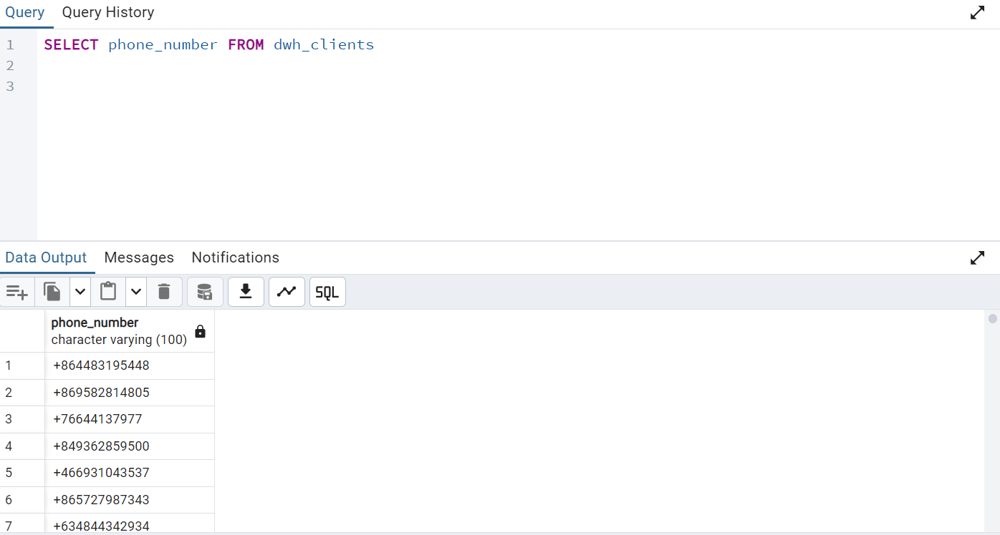 Query Query History
1 SELECT phone_number FROM dwh_clients
2
3
Data Output Messages Notifications
SQL
phone_number
character varying (100)
1 +864483195448
2 +869582814805
3 +76644137977
4 +849362859500
5 +466931043537
6 +865727987343
7 +634844342934